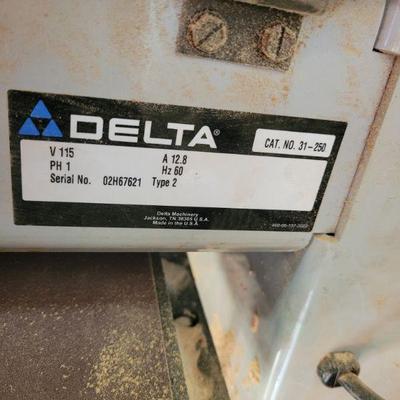 DELTA®
CAT. NO. 31-250
V 115 A 12.8
PH 1 Hz 60
Serial No. 02H67621 Type 2
Delta Machinery
Jackson, TN 38305 U.S.A.
Made in the U.S.A.